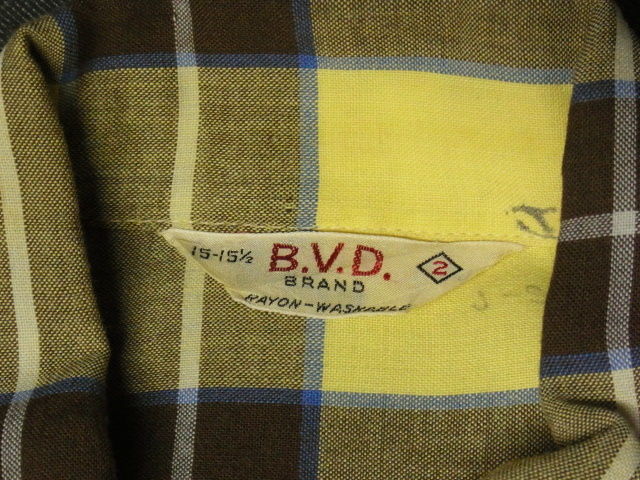 15-15½ B.V.D. 2
BRAND
RAYON-WASHABLE